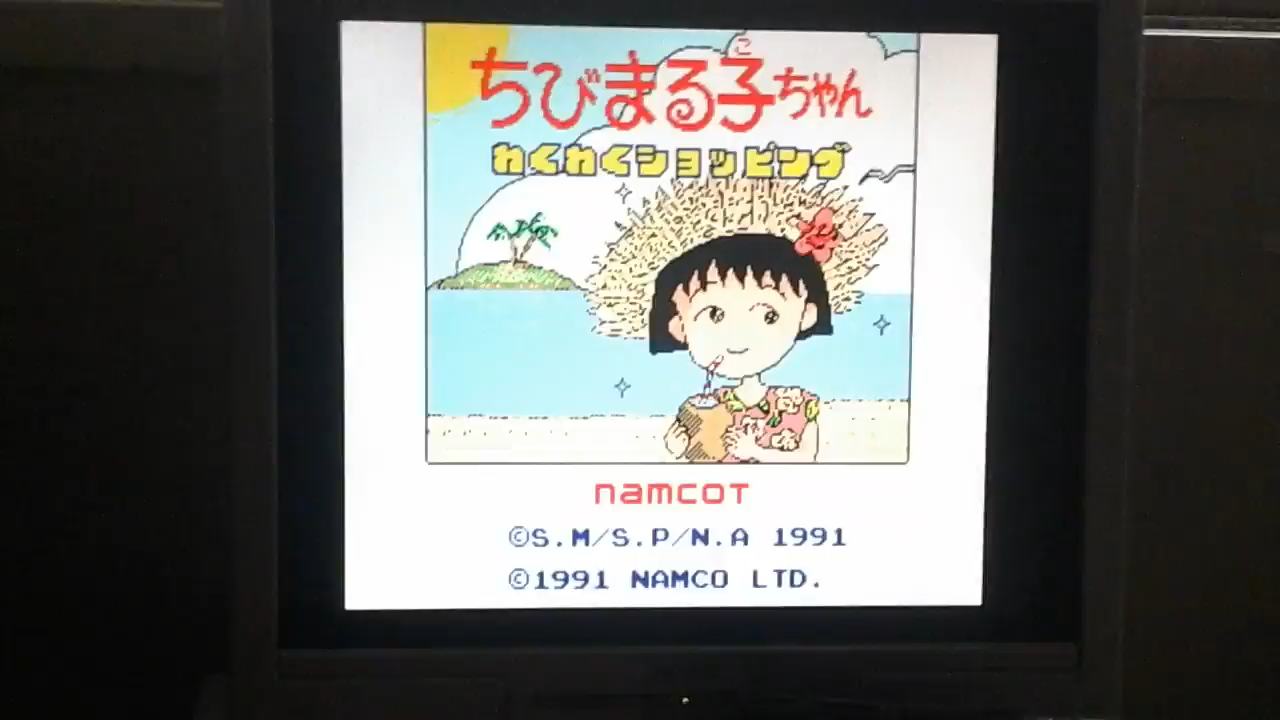 ちびまる子ちゃん
こ
わくわくショッピング
namcot
©S.M/S.P/N.A 1991
©1991 NAMCO LTD.